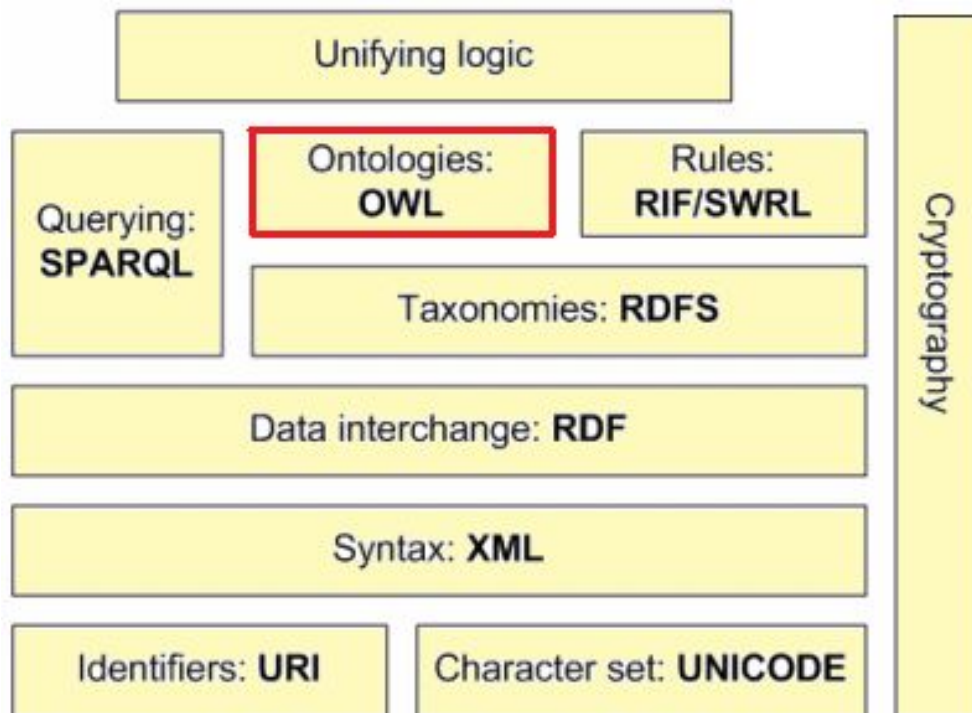 Unifying logic
Querying:
SPARQL
Ontologies:
OWL
Rules:
RIF/SWRL
Taxonomies: RDFS
Data interchange: RDF
Syntax: XML
Identifiers: URI
Character set: UNICODE
Cryptography